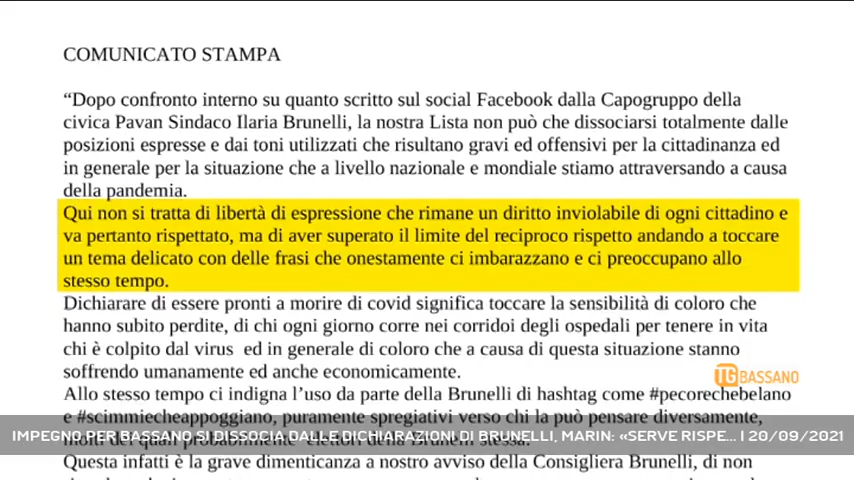 COMUNICATO STAMPA
“Dopo confronto interno su quanto scritto sul social Facebook dalla Capogruppo della
civica Pavan Sindaco Ilaria Brunelli, la nostra Lista non può che dissociarsi totalmente dalle
posizioni espresse e dai toni utilizzati che risultano gravi ed offensivi per la cittadinanza ed
in generale per la situazione che a livello nazionale e mondiale stiamo attraversando a causa
della pandemia.
Qui non si tratta di libertà di espressione che rimane un diritto inviolabile di ogni cittadino e
va pertanto rispettato, ma di aver superato il limite del reciproco rispetto andando a toccare
un tema delicato con delle frasi che onestamente ci imbarazzano e ci preoccupano allo
stesso tempo.
Dichiarare di essere pronti a morire di covid significa toccare la sensibilità di coloro che
hanno subito perdite, di chi ogni giorno corre nei corridoi degli ospedali per tenere in vita
chi è colpito dal virus ed in generale di coloro che a causa di questa situazione stanno
soffrendo umanamente ed anche economicamente.
TG BASSANO
Allo stesso tempo ci indigna l’uso da parte della Brunelli di hashtag come #pecorechebelano
e #scimmiecheappoggiano, puramente spregiativi verso chi la può pensare diversamente,
IMPEGNO PER BASSANO SI DISSOCIA DALLE DICHIARAZIONI DI BRUNELLI, MARIN: «SERVE RISPE... | 20/09/2021
molti dei quali probabilmente elettori della Brunelli stessa.
Questa infatti è la grave dimenticanza a nostro avviso della Consigliera Brunelli, di non